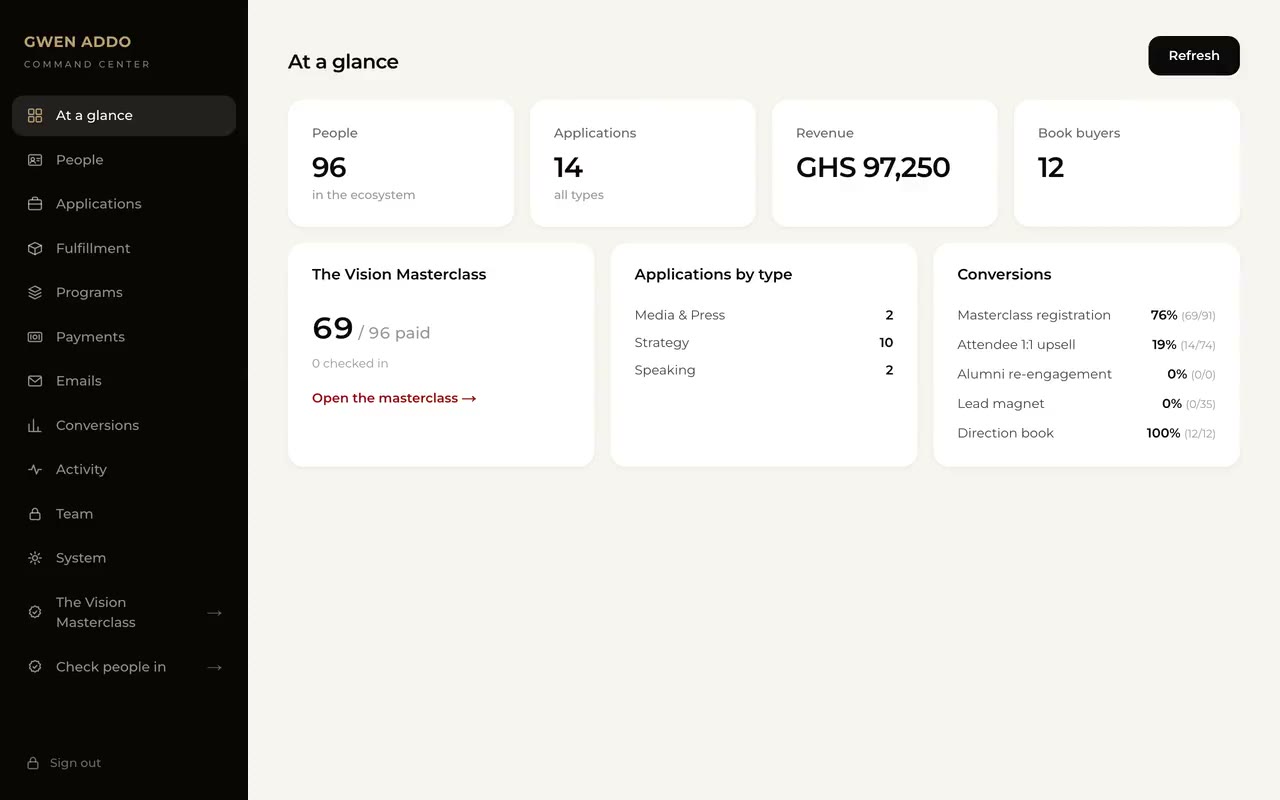 GWEN ADDO
COMMAND CENTER
At a glance
People
Applications
Fulfillment
Programs
Payments
Emails
Conversions
Activity
Team
System
The Vision
Masterclass →
Check people in →
Sign out
At a glance
Refresh
People
96
in the ecosystem
Applications
14
all types
Revenue
GHS 97,250
Book buyers
12
The Vision Masterclass
69 / 96 paid
0 checked in
Open the masterclass →
Applications by type
Media & Press 2
Strategy 10
Speaking 2
Conversions
Masterclass registration 76% (69/91)
Attendee 1:1 upsell 19% (14/74)
Alumni re-engagement 0% (0/0)
Lead magnet 0% (0/35)
Direction book 100% (12/12)